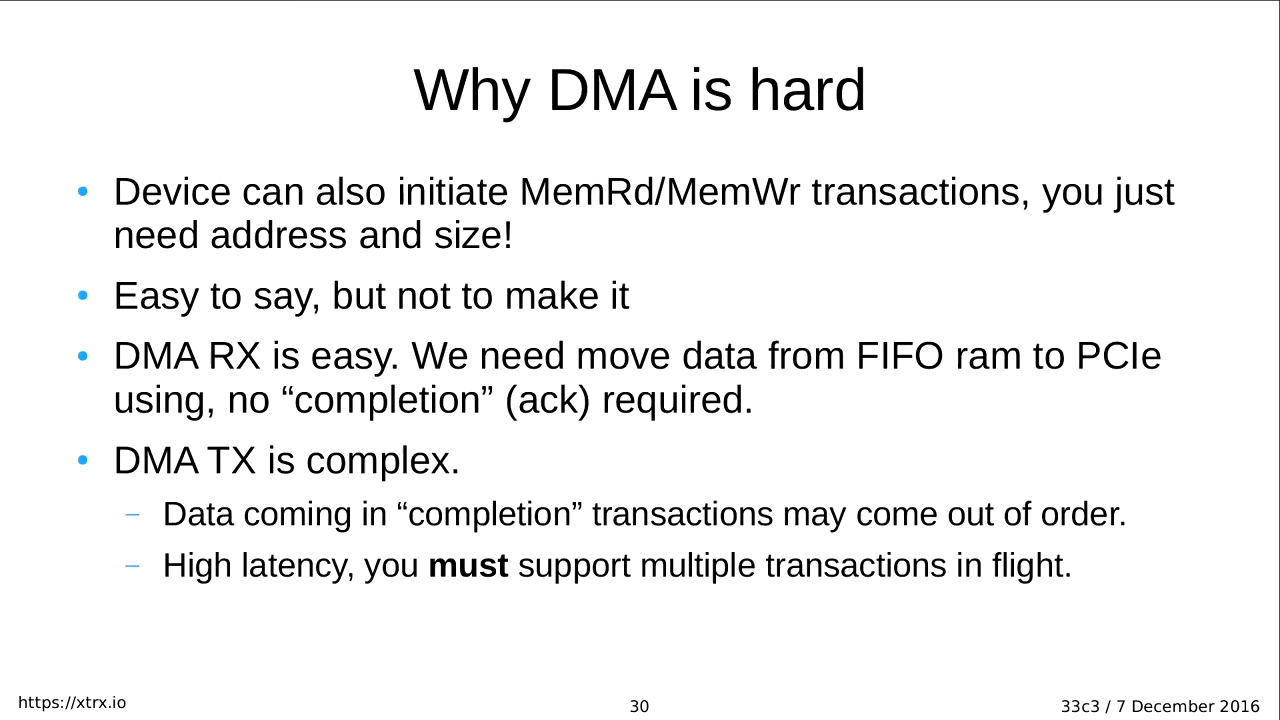 Why DMA is hard
• Device can also initiate MemRd/MemWr transactions, you just
need address and size!
• Easy to say, but not to make it
• DMA RX is easy. We need move data from FIFO ram to PCIe
using, no “completion” (ack) required.
• DMA TX is complex.
– Data coming in “completion” transactions may come out of order.
– High latency, you must support multiple transactions in flight.
https://xtrx.io
30
33c3 / 7 December 2016